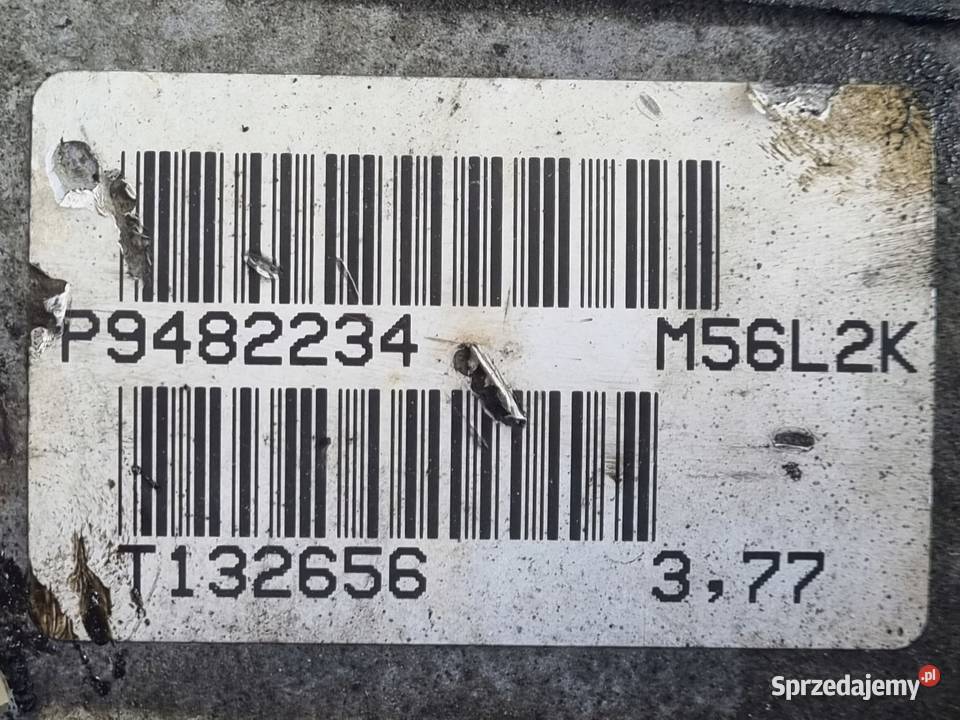 P9482234 M56L2K
T132656 3,77
Sprzedajemy.pl